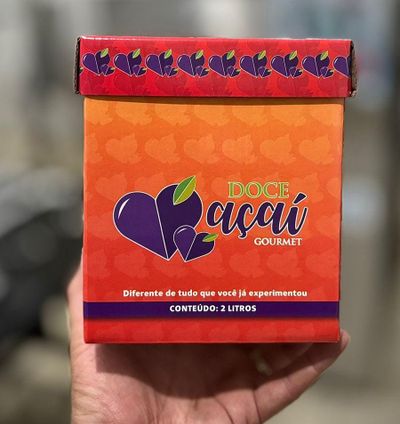 DOCE
açaí
GOURMET
Diferente de tudo que você já experimentou
CONTEÚDO: 2 LITROS